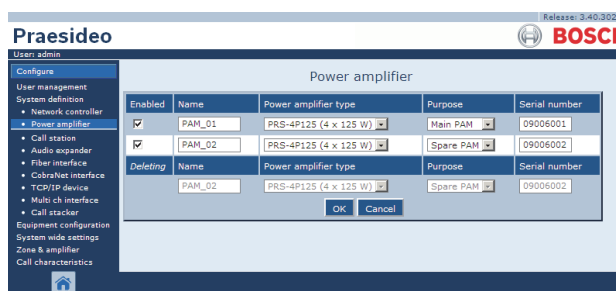 Release: 3.40.302
Praesideo
BOSCH
User: admin
Configure
User management
System definition
• Network controller
• Power amplifier
• Call station
• Audio expander
• Fiber interface
• CobraNet interface
• TCP/IP device
• Multi ch interface
• Call stacker
Equipment configuration
System wide settings
Zone & amplifier
Call characteristics
Power amplifier
Enabled Name Power amplifier type Purpose Serial number
PAM_01 PRS-4P125 (4 x 125 W) Main PAM 09006001
PAM_02 PRS-4P125 (4 x 125 W) Spare PAM 09006002
Deleting Name Power amplifier type Purpose Serial number
PAM_02 PRS-4P125 (4 x 125 W) Spare PAM 09006002
OK Cancel